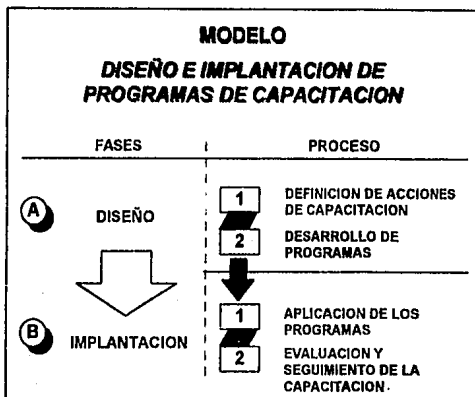 MODELO
DISEÑO E IMPLANTACION DE
PROGRAMAS DE CAPACITACION
FASES
PROCESO
A
DISEÑO
1
DEFINICION DE ACCIONES
DE CAPACITACION
2
DESARROLLO DE
PROGRAMAS
B
IMPLANTACION
1
APLICACION DE LOS
PROGRAMAS
2
EVALUACION Y
SEGUIMIENTO DE LA
CAPACITACION.